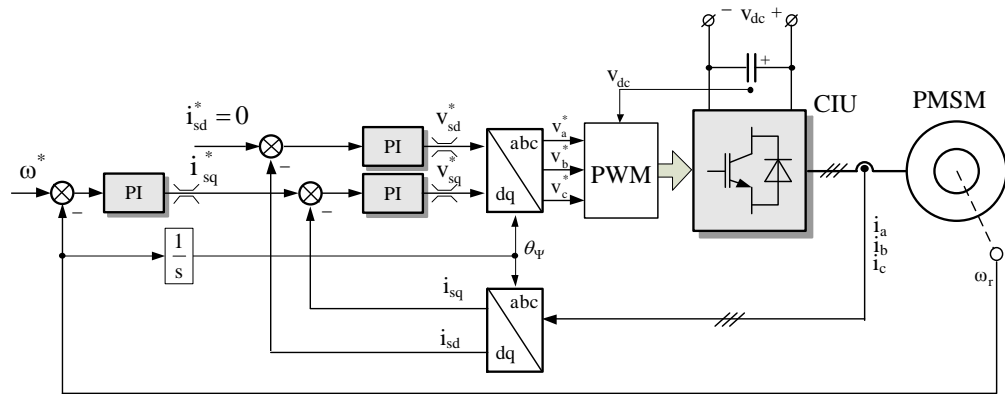 − v_dc +
+
v_dc
CIU
PMSM
i*_sd = 0
v*_sd
ω*
i*_sq
PI
PI
PI
v*_sq
−
−
−
abc
dq
v*_a
v*_b
v*_c
PWM
1
s
θ_Ψ
i_a
i_b
i_c
ω_r
i_sq
i_sd
abc
dq